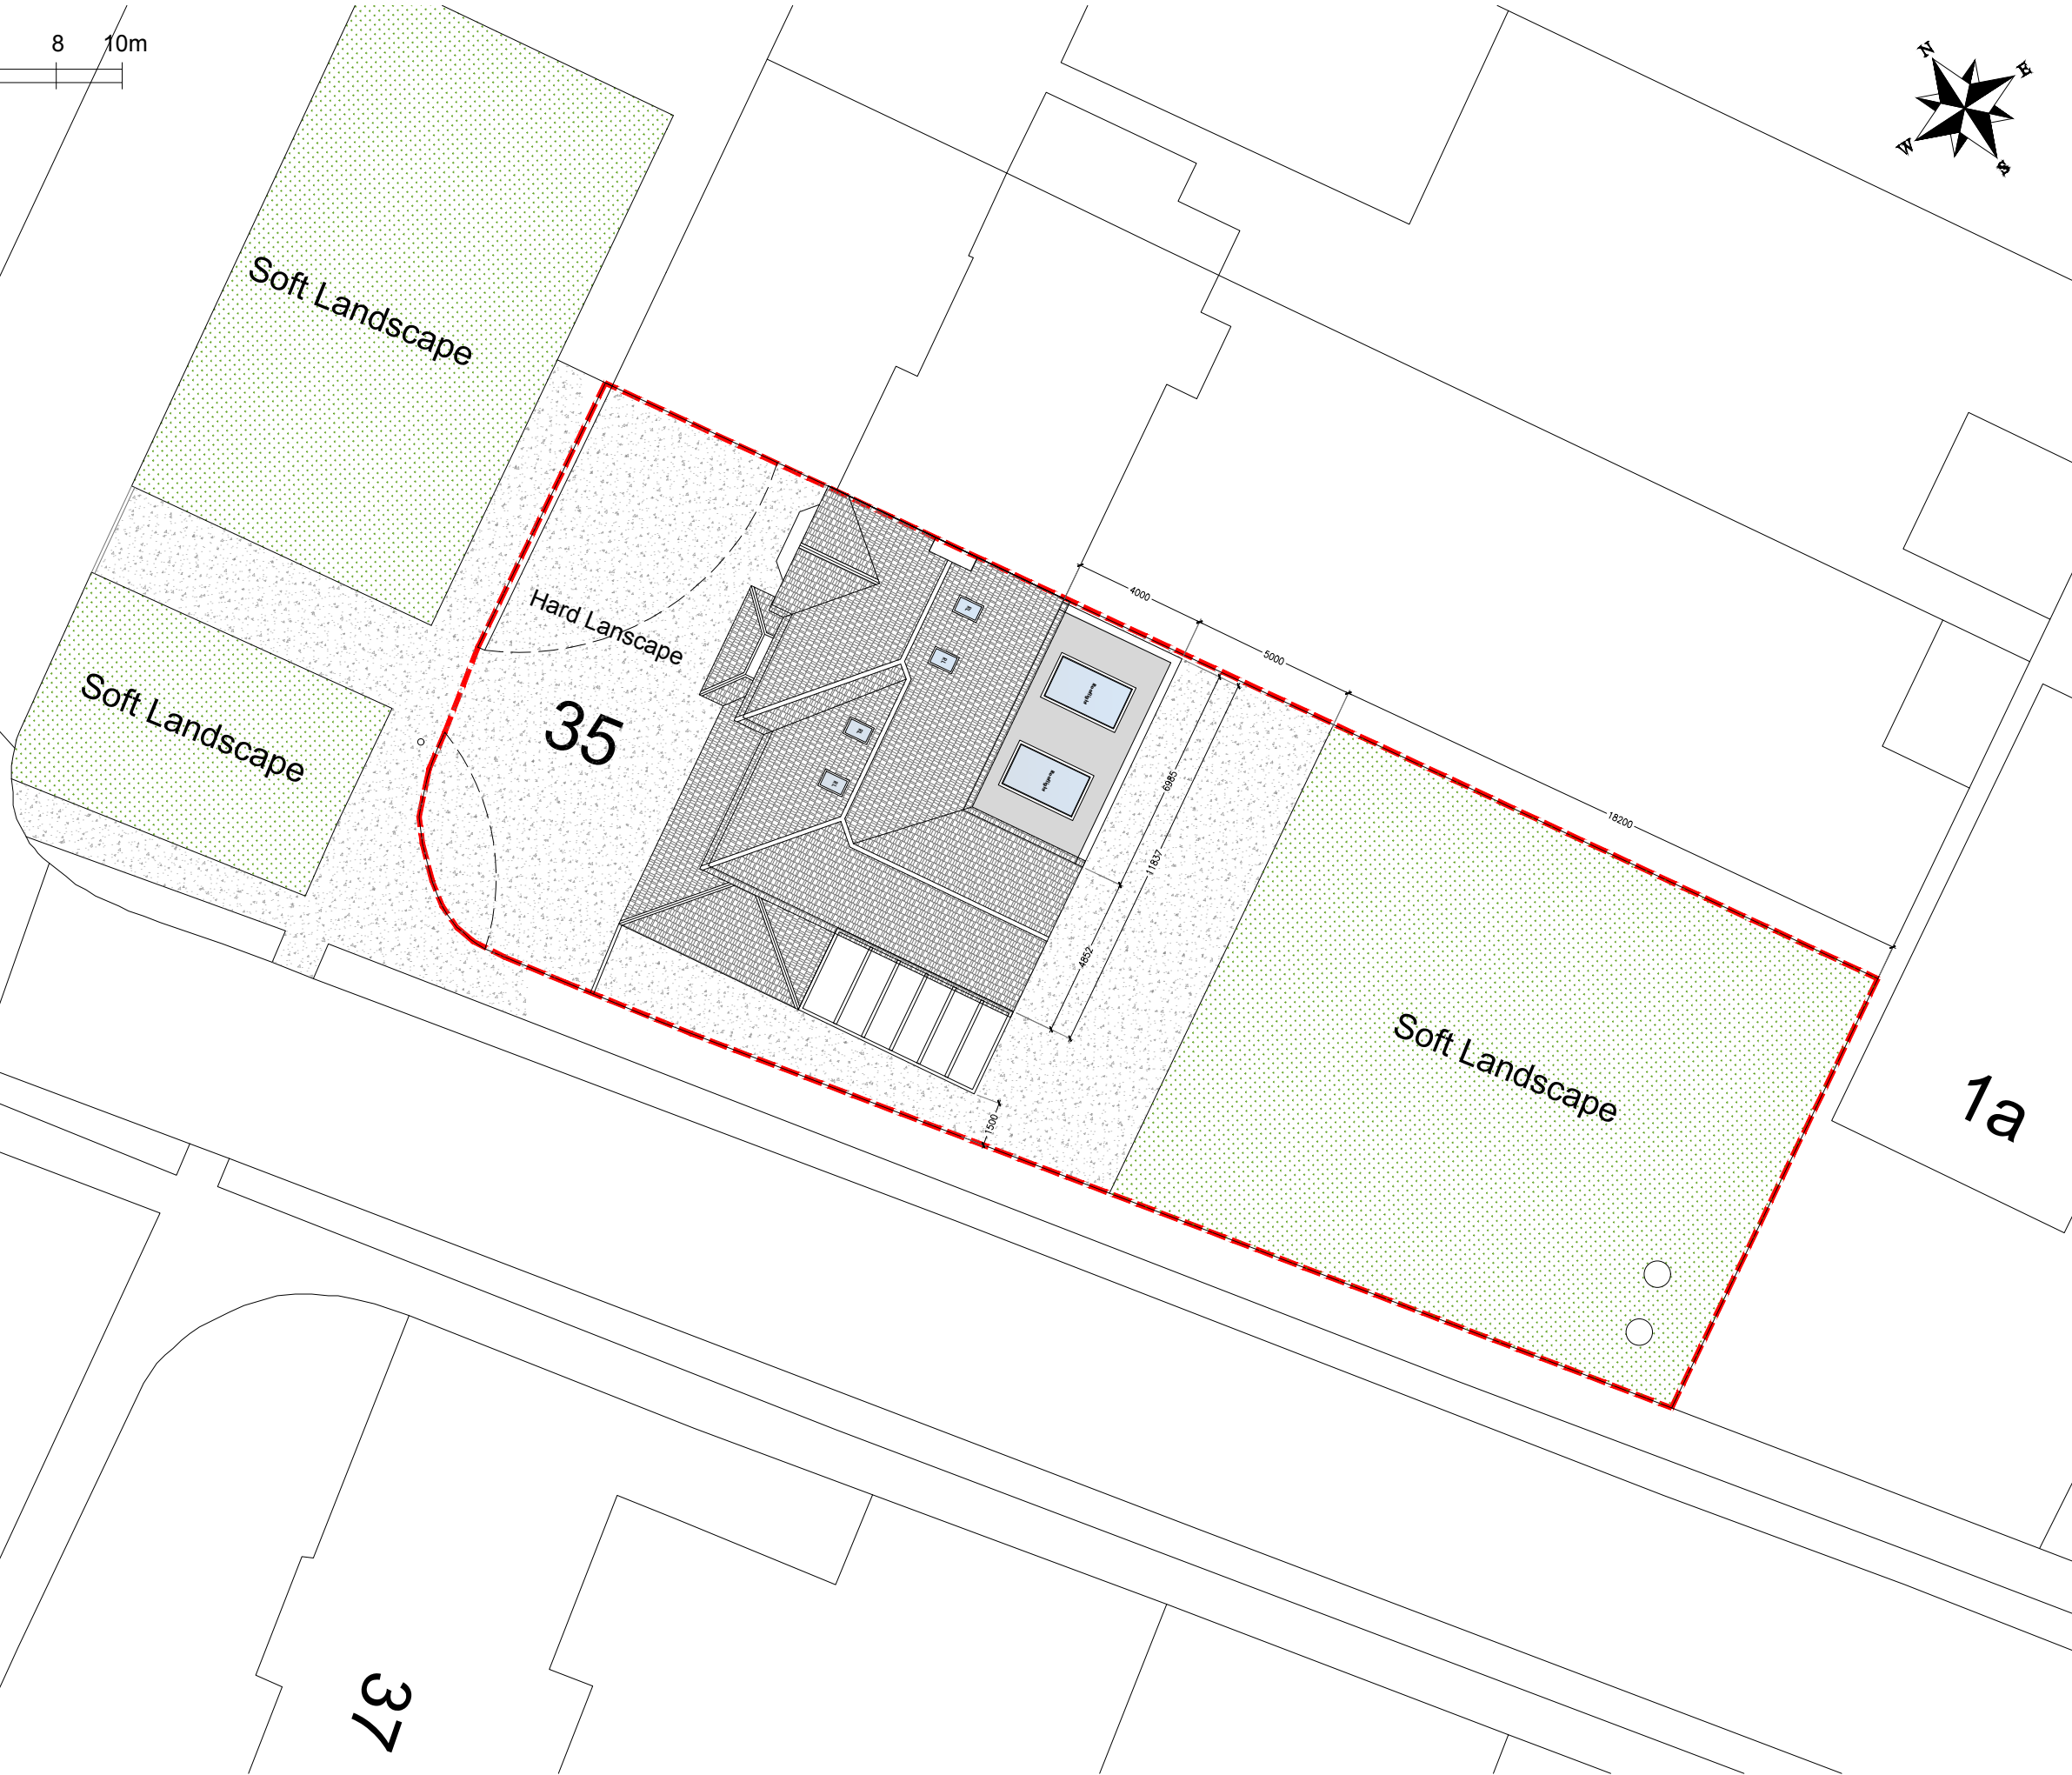 8 10m
N
E
W
S
Soft Landscape
Hard Lanscape
35
Soft Landscape
4000
5000
18200
6985
11837
4852
1500
Soft Landscape
1a
37